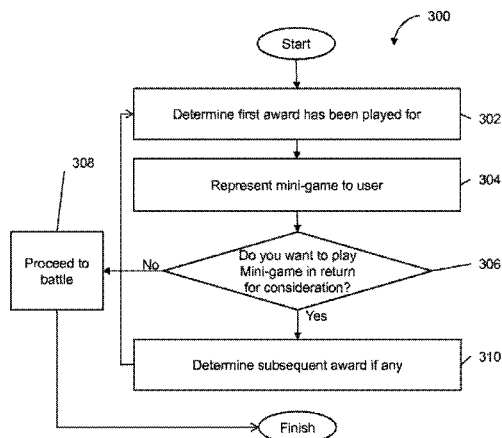 300
Start
Determine first award has been played for
302
Represent mini-game to user
304
308
Proceed to
battle
No
Do you want to play
Mini-game in return
for consideration?
306
Yes
Determine subsequent award if any
310
Finish